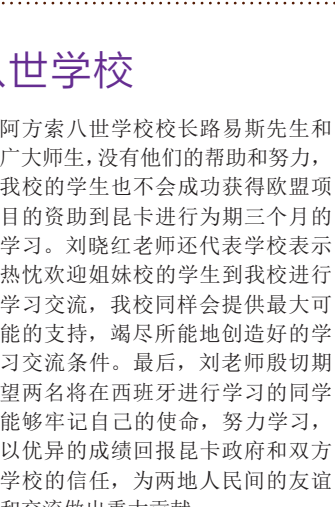 八世学校
阿方索八世学校校长路易斯先生和
广大师生，没有他们的帮助和努力，
我校的学生也不会成功获得欧盟项
目的资助到昆卡进行为期三个月的
学习。刘晓红老师还代表学校表示
热忱欢迎姐妹校的学生到我校进行
学习交流，我校同样会提供最大可
能的支持，竭尽所能地创造好的学
习交流条件。最后，刘老师殷切期
望两名将在西班牙进行学习的同学
能够牢记自己的使命，努力学习，
以优异的成绩回报昆卡政府和双方
学校的信任，为两地人民间的友谊
和交流做出重大贡献